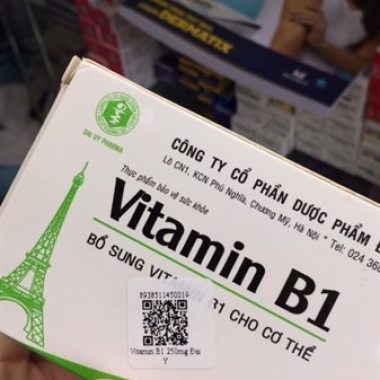 DERMATIX
DAI UY PHARMA
CÔNG TY CỔ PHẦN DƯỢC PHẨM
Lô CN1, KCN Phú Nghĩa, Chương Mỹ, Hà Nội * Tel: 024 36
Thực phẩm bảo vệ sức khỏe
Vitamin B1
BỔ SUNG VITAMIN B1 CHO CƠ THỂ
8938511450019
Vitamin B1 250mg Đại
Y